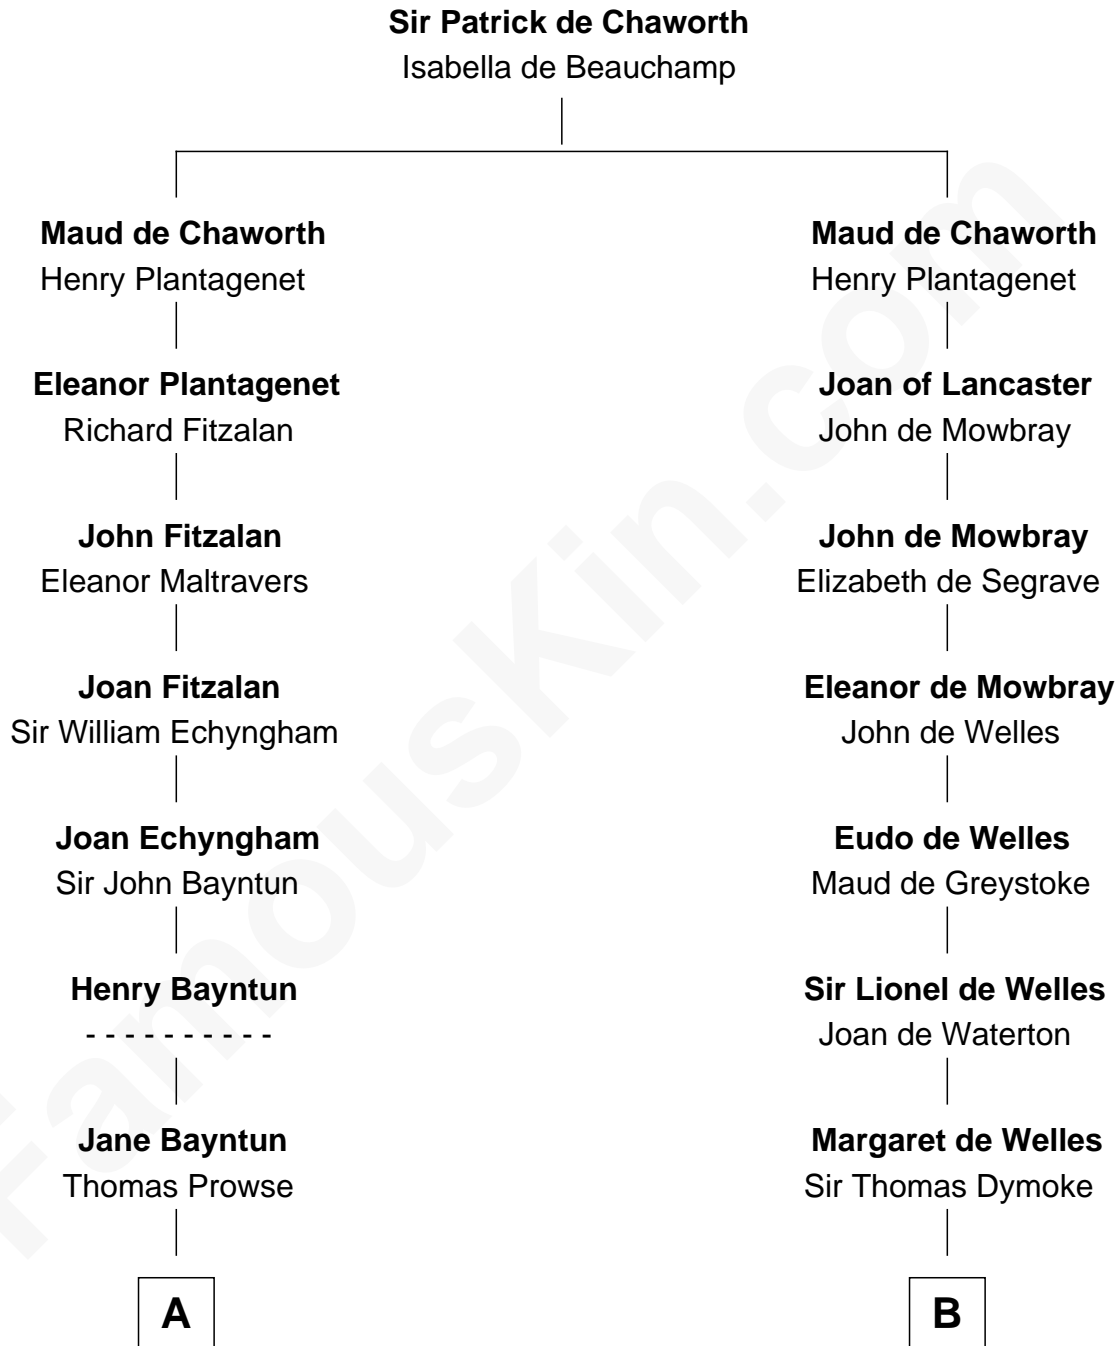 Sir Patrick de Chaworth
Isabella de Beauchamp
Maud de Chaworth
Henry Plantagenet
Eleanor Plantagenet
Richard Fitzalan
John Fitzalan
Eleanor Maltravers
Joan Fitzalan
Sir William Echyngham
Joan Echyngham
Sir John Bayntun
Henry Bayntun
- - - - - - - - - -
Jane Bayntun
Thomas Prowse
A
Maud de Chaworth
Henry Plantagenet
Joan of Lancaster
John de Mowbray
John de Mowbray
Elizabeth de Segrave
Eleanor de Mowbray
John de Welles
Eudo de Welles
Maud de Greystoke
Sir Lionel de Welles
Joan de Waterton
Margaret de Welles
Sir Thomas Dymoke
B
FamousKin.com